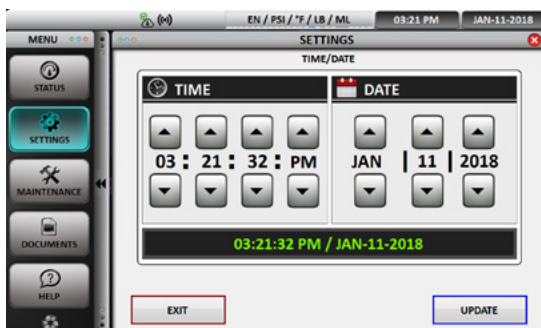 EN / PSI / °F / LB / ML 03:21 PM JAN-11-2018
MENU SETTINGS
TIME/DATE
STATUS
SETTINGS
MAINTENANCE
DOCUMENTS
HELP
TIME DATE
03 : 21 : 32 : PM JAN | 11 | 2018
03:21:32 PM / JAN-11-2018
EXIT UPDATE